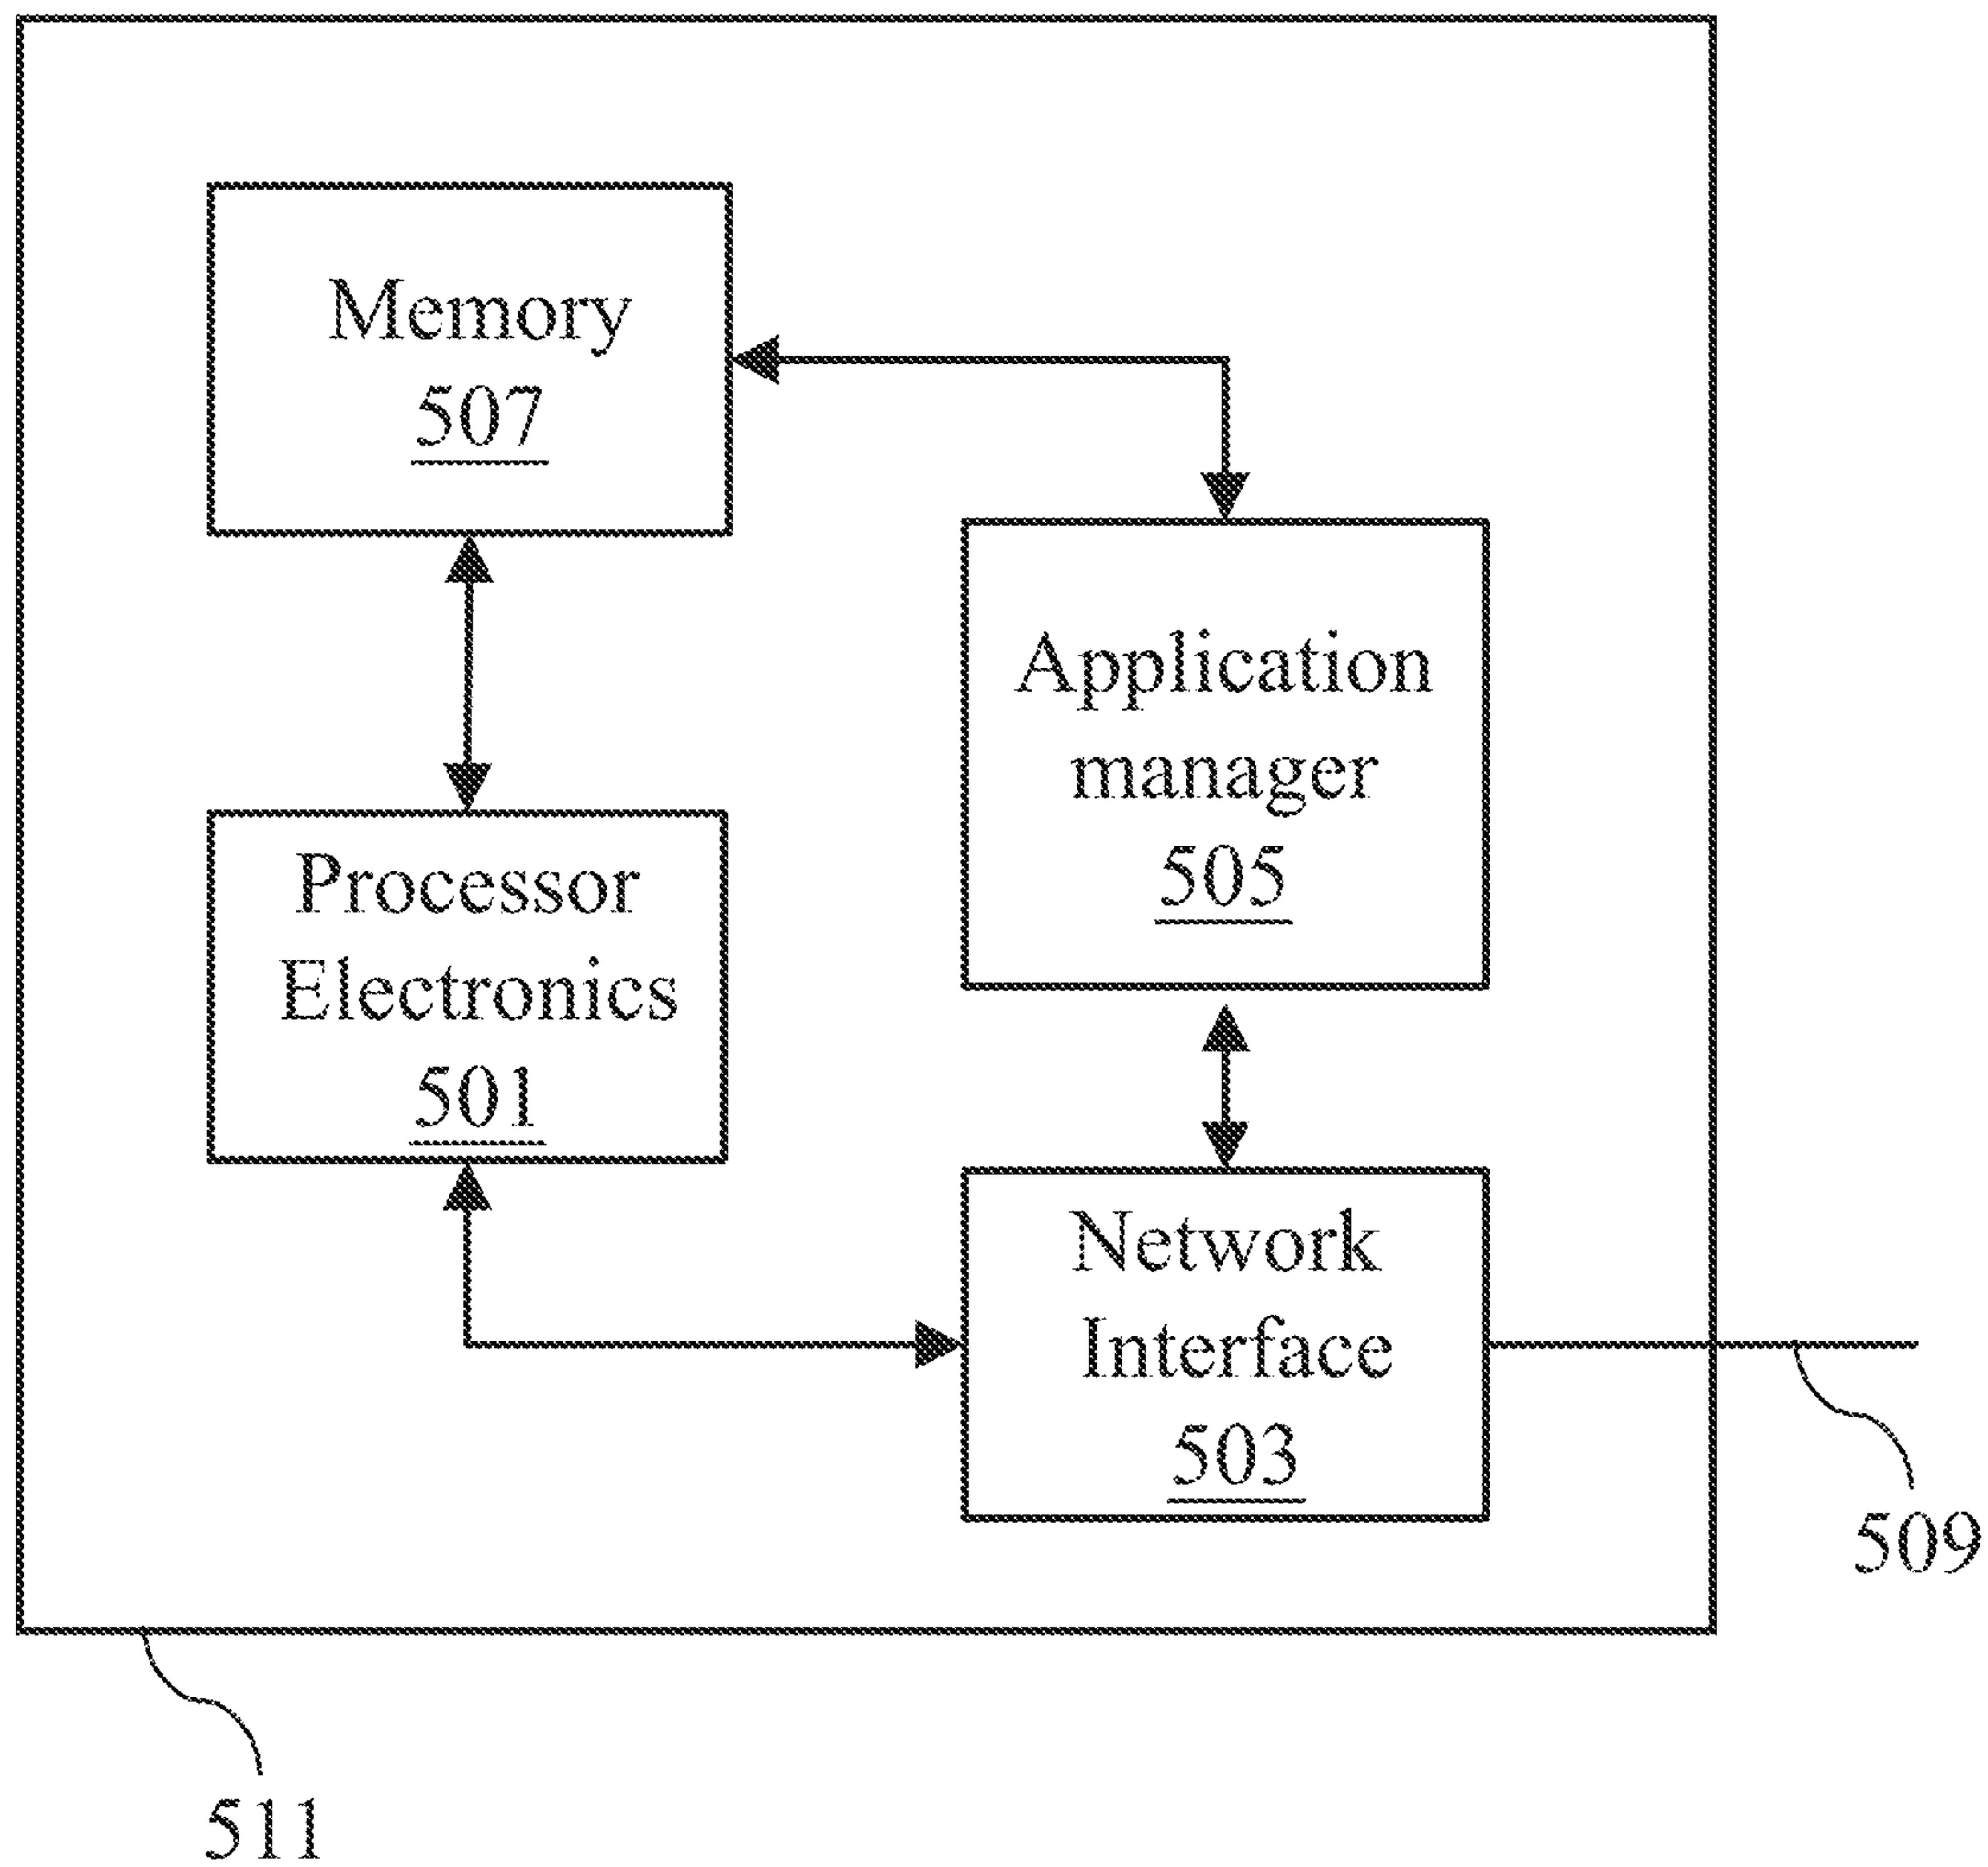 Memory
507
Application
manager
505
Processor
Electronics
501
Network
Interface
503
509
511